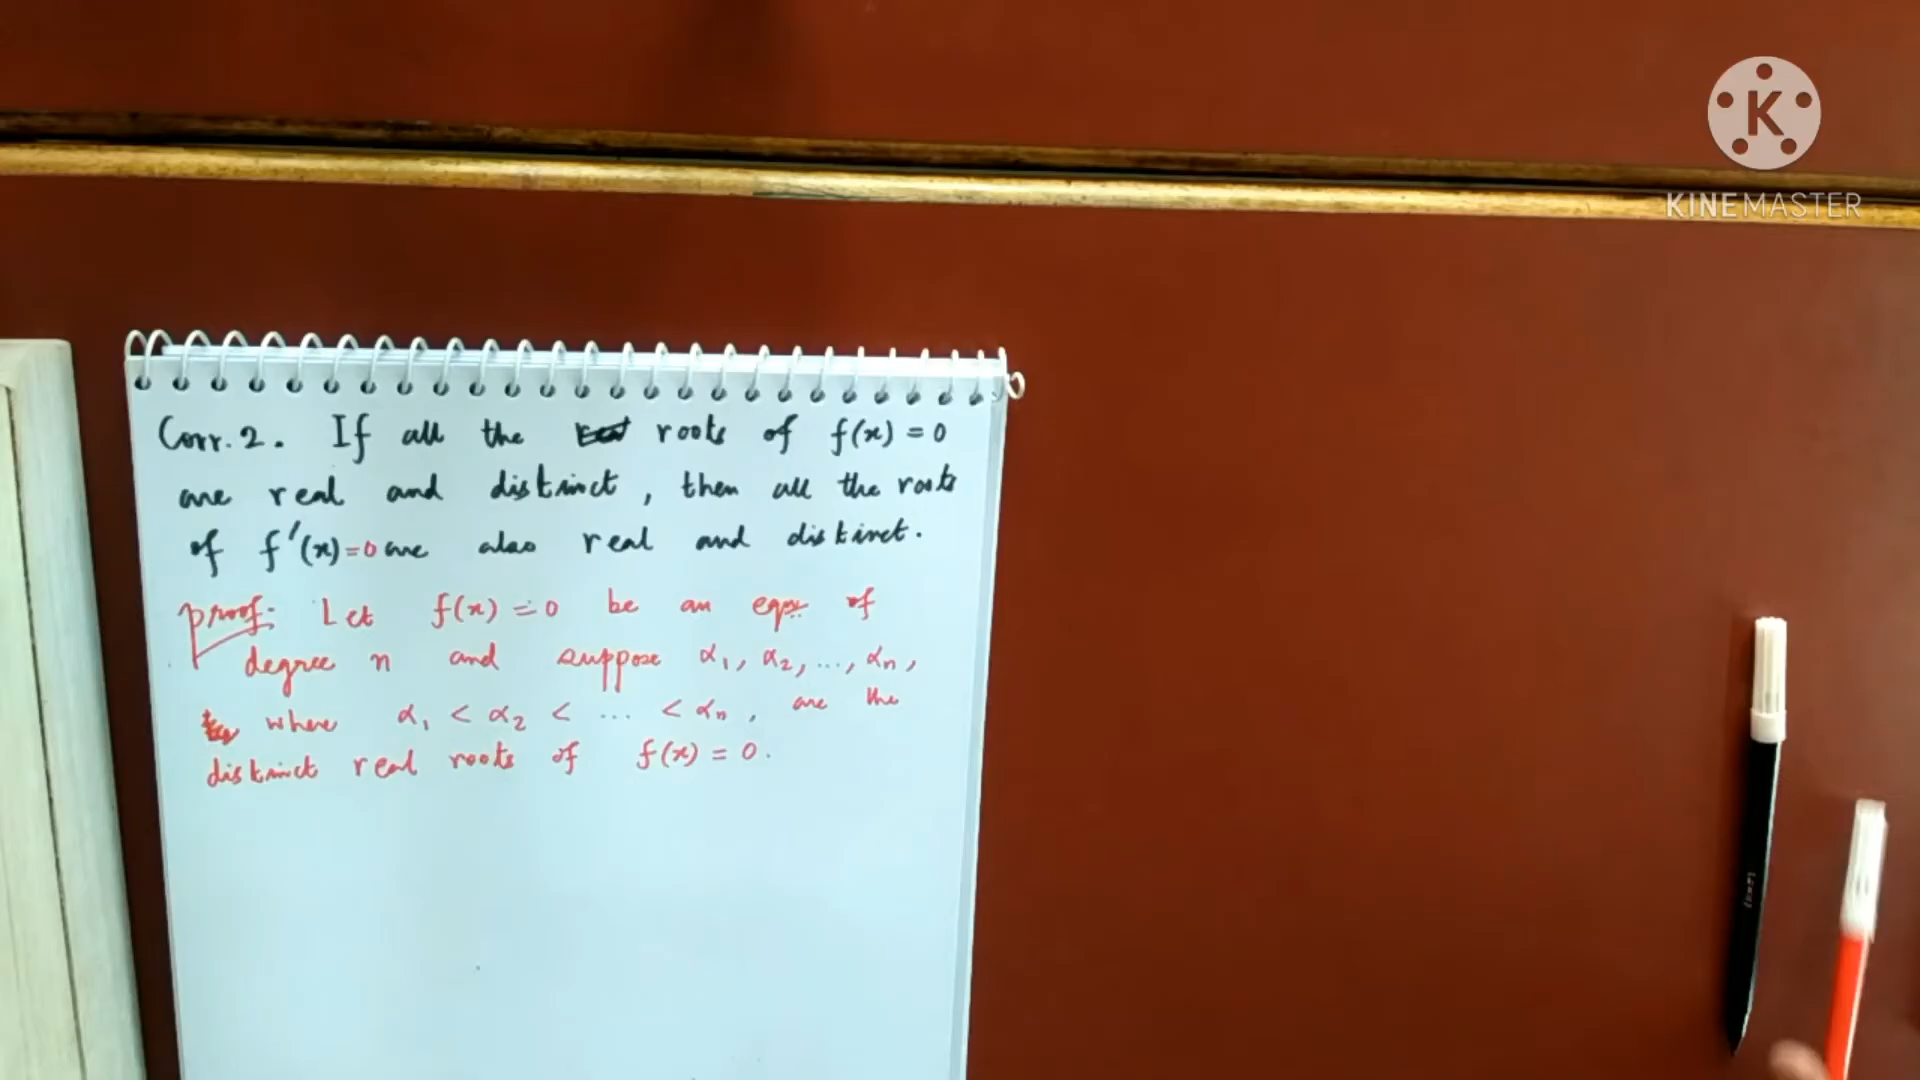 Corr. 2. If all the roots of f(x) = 0
are real and distinct, then all the roots
of f'(x) = 0 are also real and distinct.
proof:- Let f(x) = 0 be an eqn. of
degree n and suppose α₁, α₂, ..., αₙ,
where α₁ < α₂ < ... < αₙ, are the
distinct real roots of f(x) = 0.
K
KINEMASTER